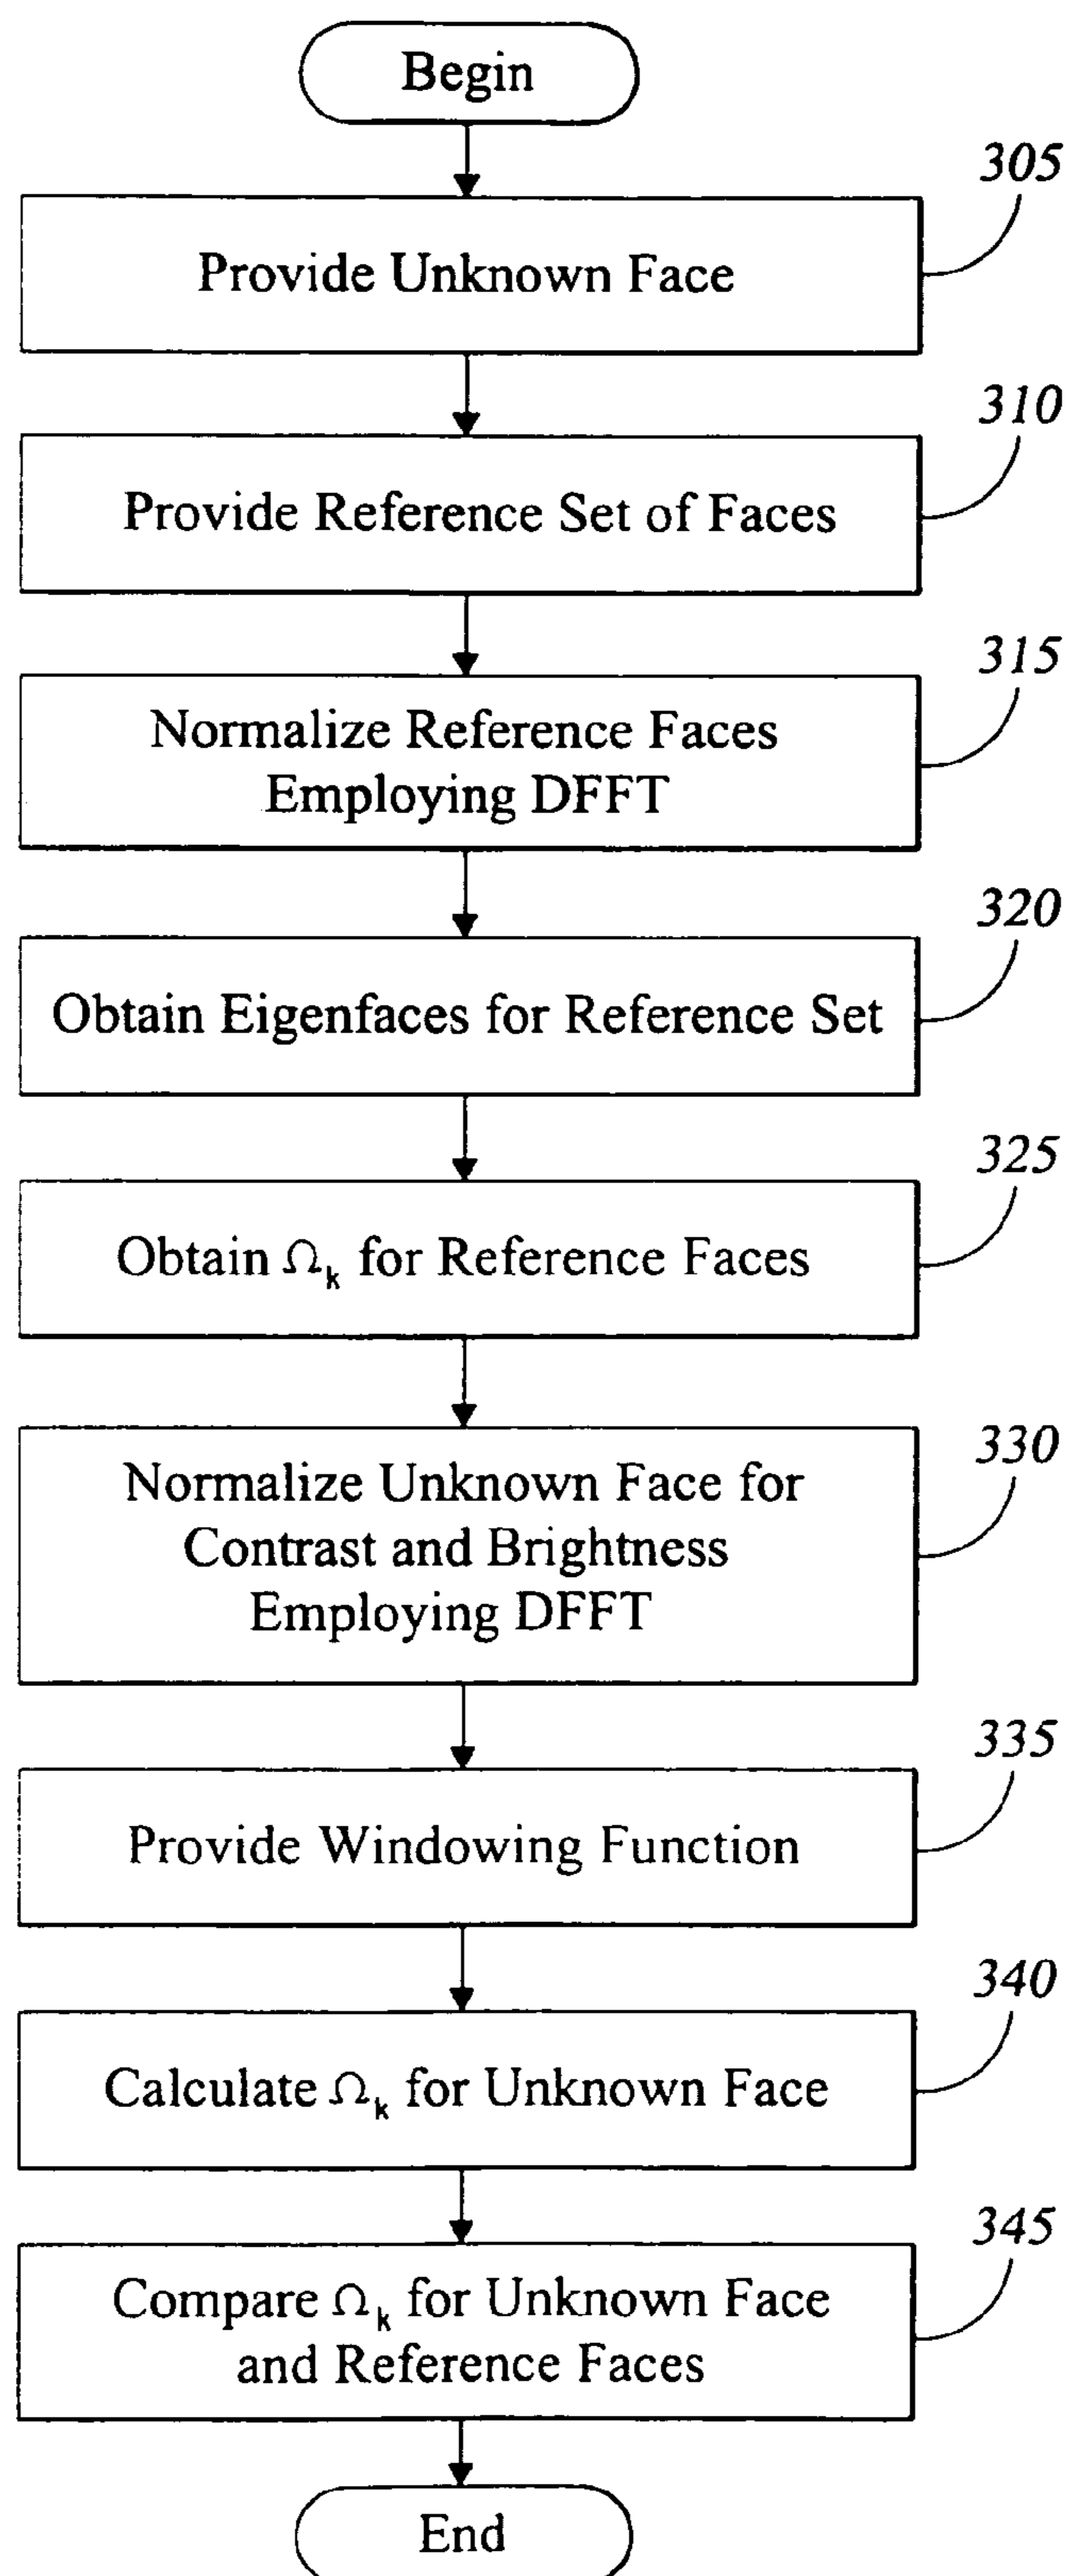 Begin
305
Provide Unknown Face
310
Provide Reference Set of Faces
315
Normalize Reference Faces
Employing DFFT
320
Obtain Eigenfaces for Reference Set
325
Obtain Ωk for Reference Faces
330
Normalize Unknown Face for
Contrast and Brightness
Employing DFFT
335
Provide Windowing Function
340
Calculate Ωk for Unknown Face
345
Compare Ωk for Unknown Face
and Reference Faces
End